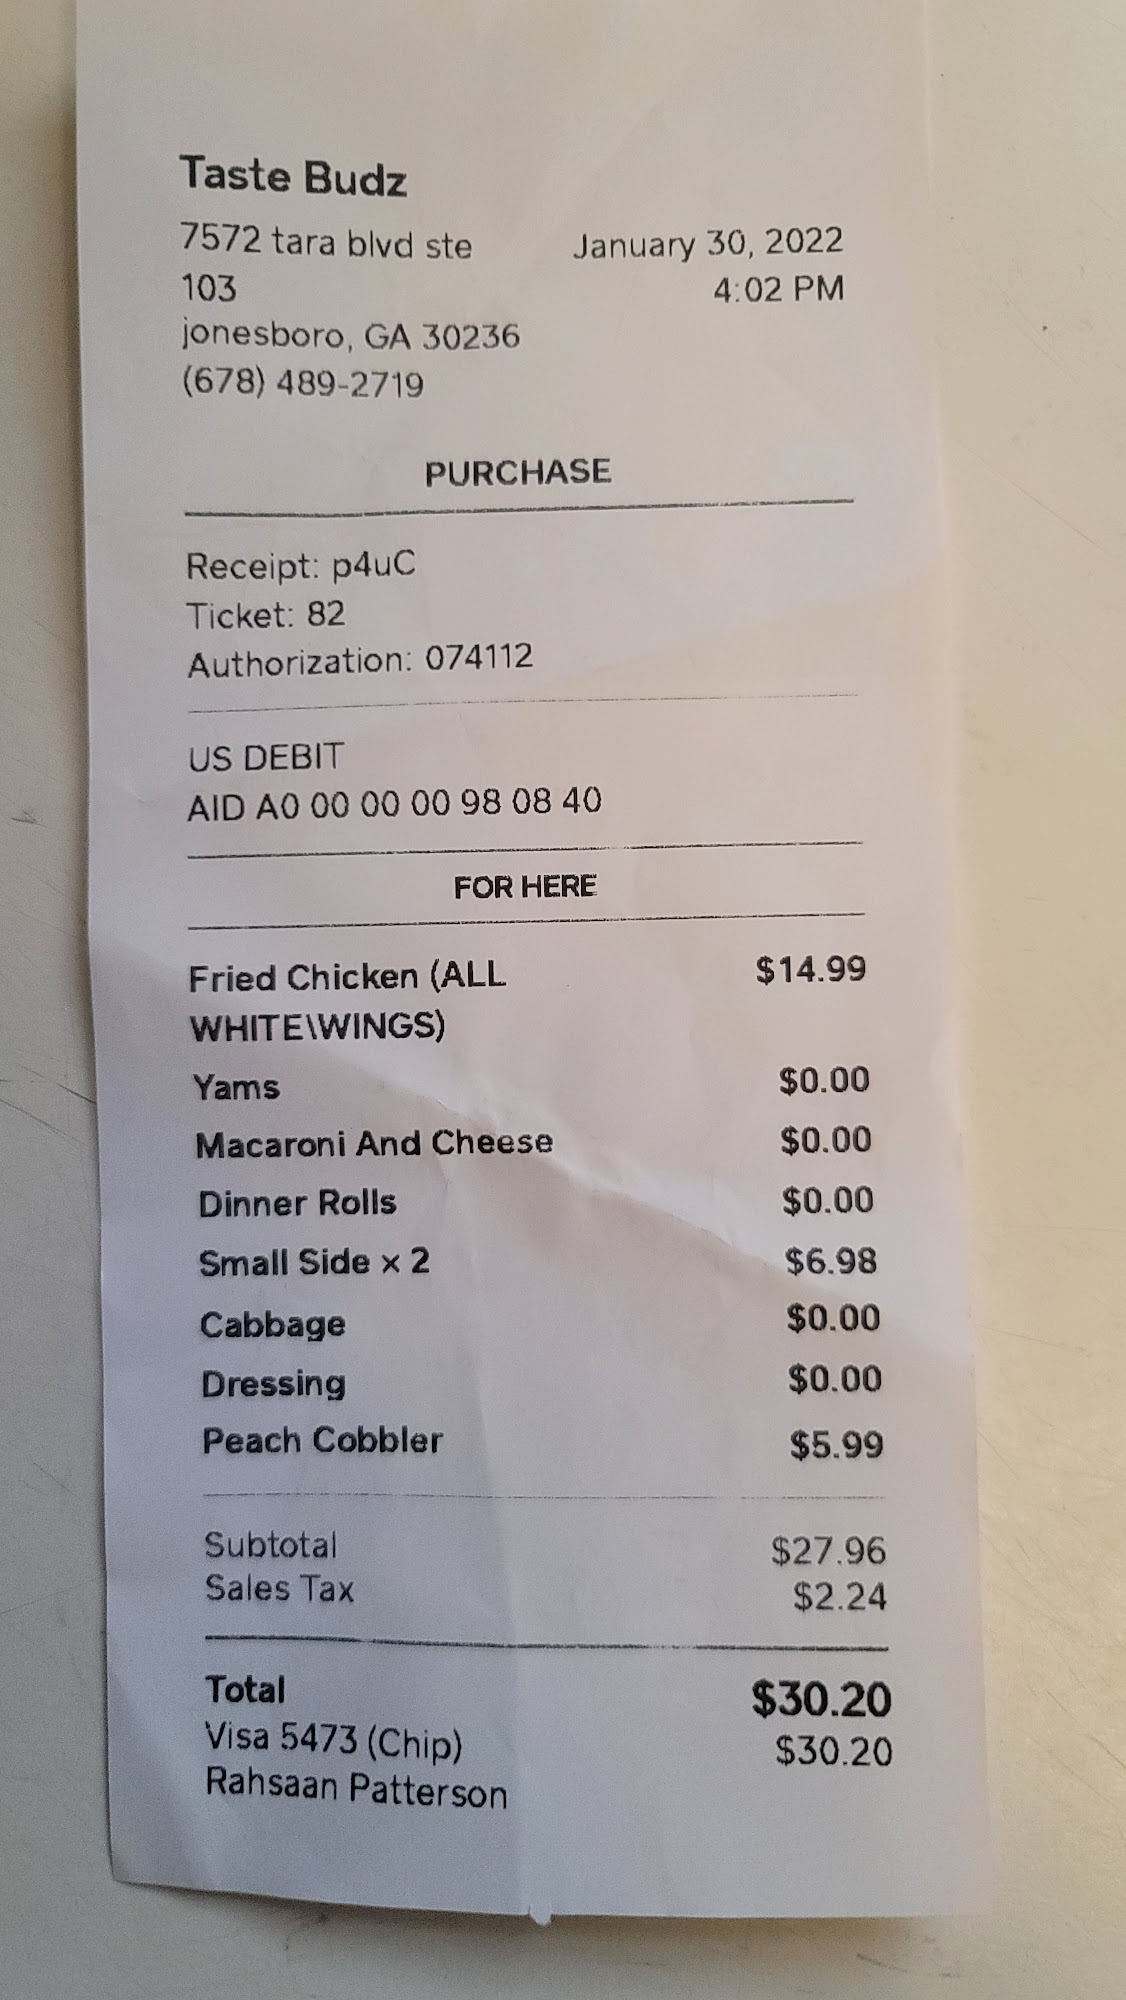 Taste Budz
7572 tara blvd ste January 30, 2022
103 4:02 PM
jonesboro, GA 30236
(678) 489-2719
PURCHASE
Receipt: p4uC
Ticket: 82
Authorization: 074112
US DEBIT
AID A0 00 00 00 98 08 40
FOR HERE
Fried Chicken (ALL $14.99
WHITE\WINGS)
Yams $0.00
Macaroni And Cheese $0.00
Dinner Rolls $0.00
Small Side × 2 $6.98
Cabbage $0.00
Dressing $0.00
Peach Cobbler $5.99
Subtotal $27.96
Sales Tax $2.24
Total $30.20
Visa 5473 (Chip) $30.20
Rahsaan Patterson